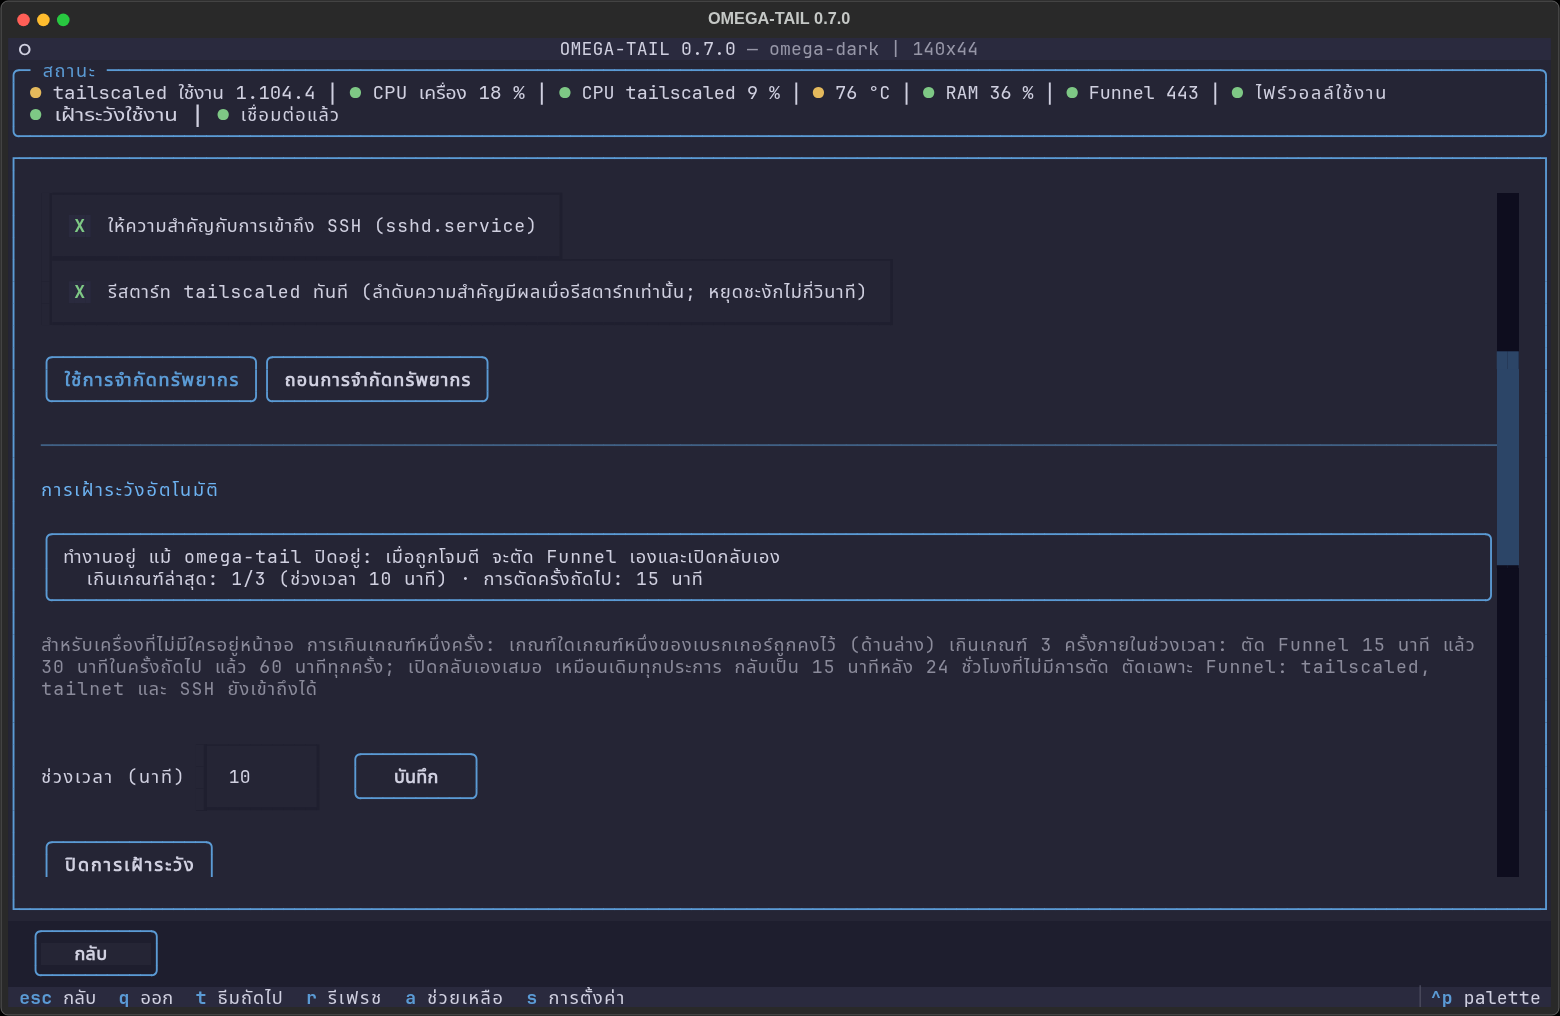 OMEGA-TAIL 0.7.0
OMEGA-TAIL 0.7.0 — omega-dark | 140x44
สถานะ
tailscaled ใช้งาน 1.104.4 | CPU เครื่อง 18 % | CPU tailscaled 9 % | 76 °C | RAM 36 % | Funnel 443 | ไฟร์วอลล์ใช้งาน
เฝ้าระวังใช้งาน | เชื่อมต่อแล้ว
X ให้ความสำคัญกับการเข้าถึง SSH (sshd.service)
X รีสตาร์ท tailscaled ทันที (ลำดับความสำคัญมีผลเมื่อรีสตาร์ทเท่านั้น; หยุดชะงักไม่กี่วินาที)
ใช้การจำกัดทรัพยากร ถอนการจำกัดทรัพยากร
การเฝ้าระวังอัตโนมัติ
ทำงานอยู่ แม้ omega-tail ปิดอยู่: เมื่อถูกโจมตี จะตัด Funnel เองและเปิดกลับเอง
เกินเกณฑ์ล่าสุด: 1/3 (ช่วงเวลา 10 นาที) · การตัดครั้งถัดไป: 15 นาที
สำหรับเครื่องที่ไม่มีใครอยู่หน้าจอ การเกินเกณฑ์หนึ่งครั้ง: เกณฑ์ใดเกณฑ์หนึ่งของเบรกเกอร์ถูกคงไว้ (ด้านล่าง) เกินเกณฑ์ 3 ครั้งภายในช่วงเวลา: ตัด Funnel 15 นาที แล้ว
30 นาทีในครั้งถัดไป แล้ว 60 นาทีทุกครั้ง; เปิดกลับเองเสมอ เหมือนเดิมทุกประการ กลับเป็น 15 นาทีหลัง 24 ชั่วโมงที่ไม่มีการตัด ตัดเฉพาะ Funnel: tailscaled,
tailnet และ SSH ยังเข้าถึงได้
ช่วงเวลา (นาที) 10 บันทึก
ปิดการเฝ้าระวัง
กลับ
esc กลับ q ออก t ธีมถัดไป r รีเฟรช a ช่วยเหลือ s การตั้งค่า ^p palette